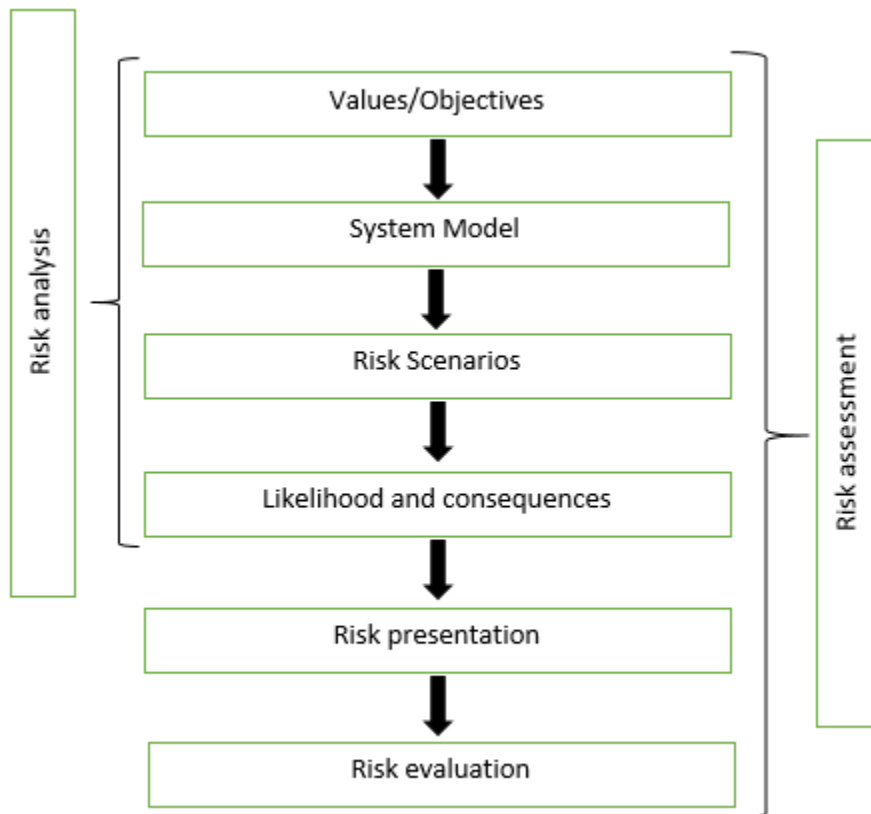 Values/Objectives
System Model
Risk analysis
Risk Scenarios
Risk assessment
Likelihood and consequences
Risk presentation
Risk evaluation